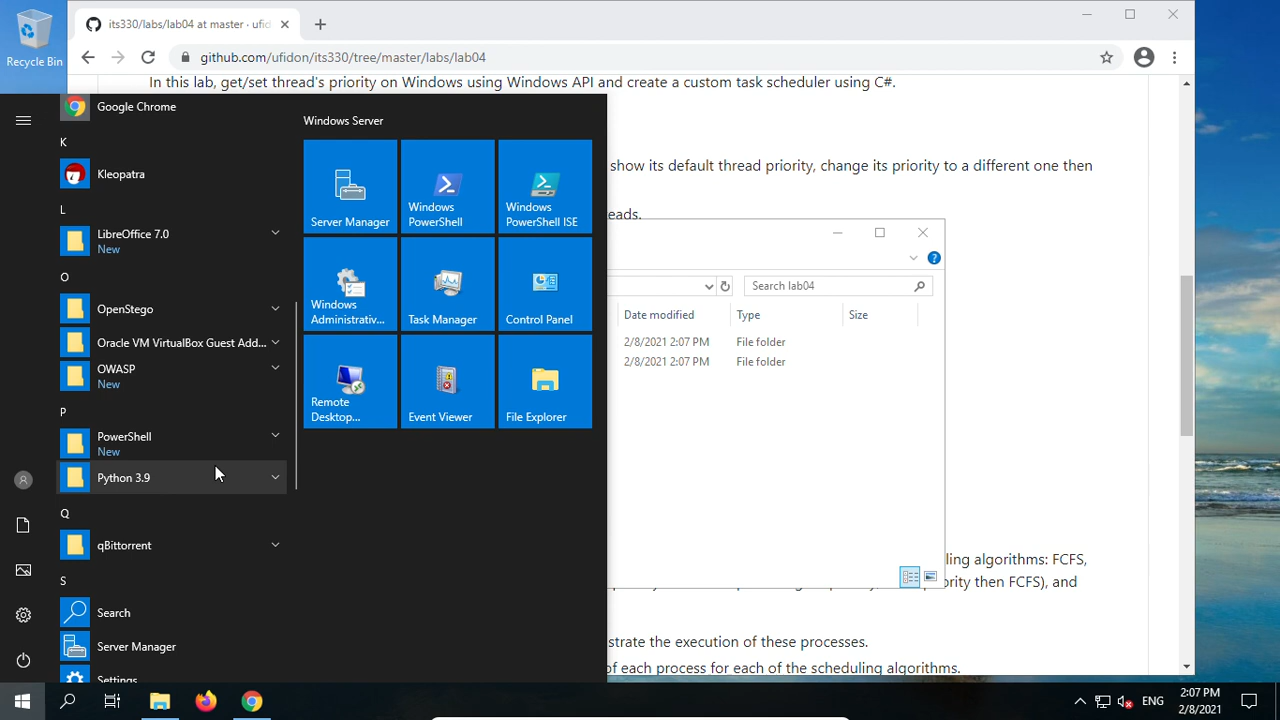 its330/labs/lab04 at master · ufid
github.com/ufidon/its330/tree/master/labs/lab04
Recycle Bin
In this lab, get/set thread's priority on Windows using Windows API and create a custom task scheduler using C#.
Google Chrome
K
Kleopatra
L
LibreOffice 7.0
New
O
OpenStego
Oracle VM VirtualBox Guest Add...
OWASP
New
P
PowerShell
New
Python 3.9
Q
qBittorrent
S
Search
Server Manager
Settings
Windows Server
Server Manager
Windows
PowerShell
Windows
PowerShell ISE
Windows
Administrativ...
Task Manager
Control Panel
Remote
Desktop...
Event Viewer
File Explorer
show its default thread priority, change its priority to a different one then
eads.
Search lab04
Date modified
Type
Size
2/8/2021 2:07 PM
File folder
2/8/2021 2:07 PM
File folder
ling algorithms: FCFS,
ority then FCFS), and
strate the execution of these processes.
of each process for each of the scheduling algorithms.
ENG
2:07 PM
2/8/2021